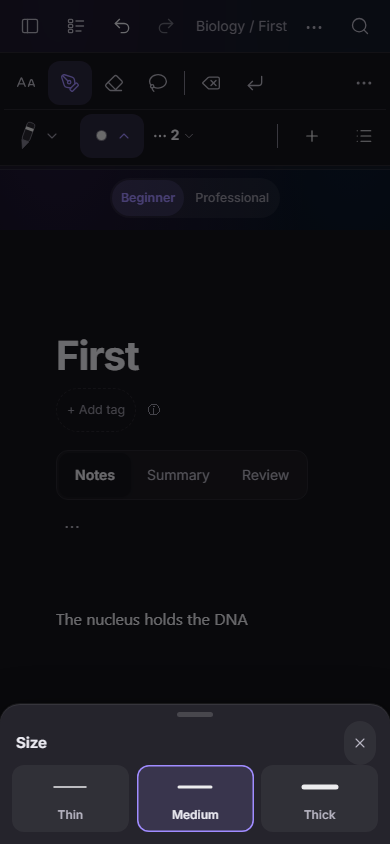 Biology / First
AA
2
Beginner
Professional
First
+ Add tag
Notes
Summary
Review
The nucleus holds the DNA
Size
Thin
Medium
Thick